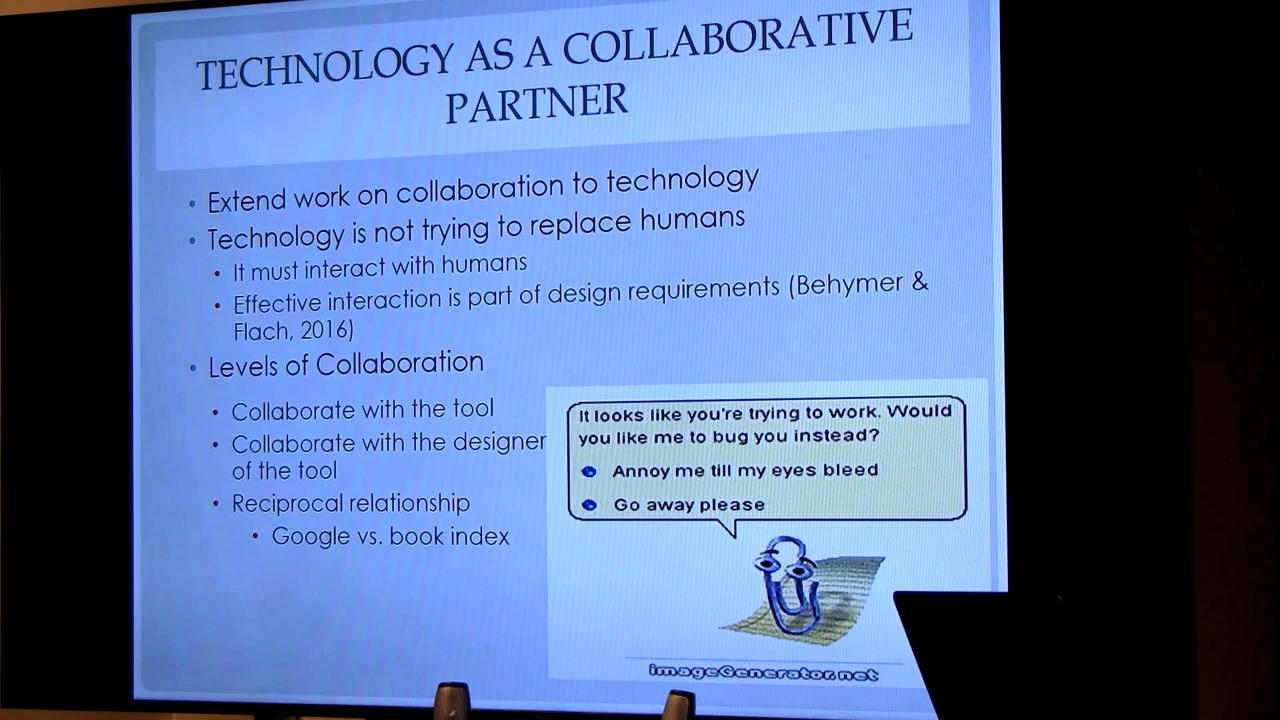 TECHNOLOGY AS A COLLABORATIVE
PARTNER
• Extend work on collaboration to technology
• Technology is not trying to replace humans
• It must interact with humans
• Effective interaction is part of design requirements (Behymer &
Flach, 2016)
• Levels of Collaboration
• Collaborate with the tool
• Collaborate with the designer
of the tool
• Reciprocal relationship
• Google vs. book index
It looks like you're trying to work. Would
you like me to bug you instead?
Annoy me till my eyes bleed
Go away please
imageGenerator.net